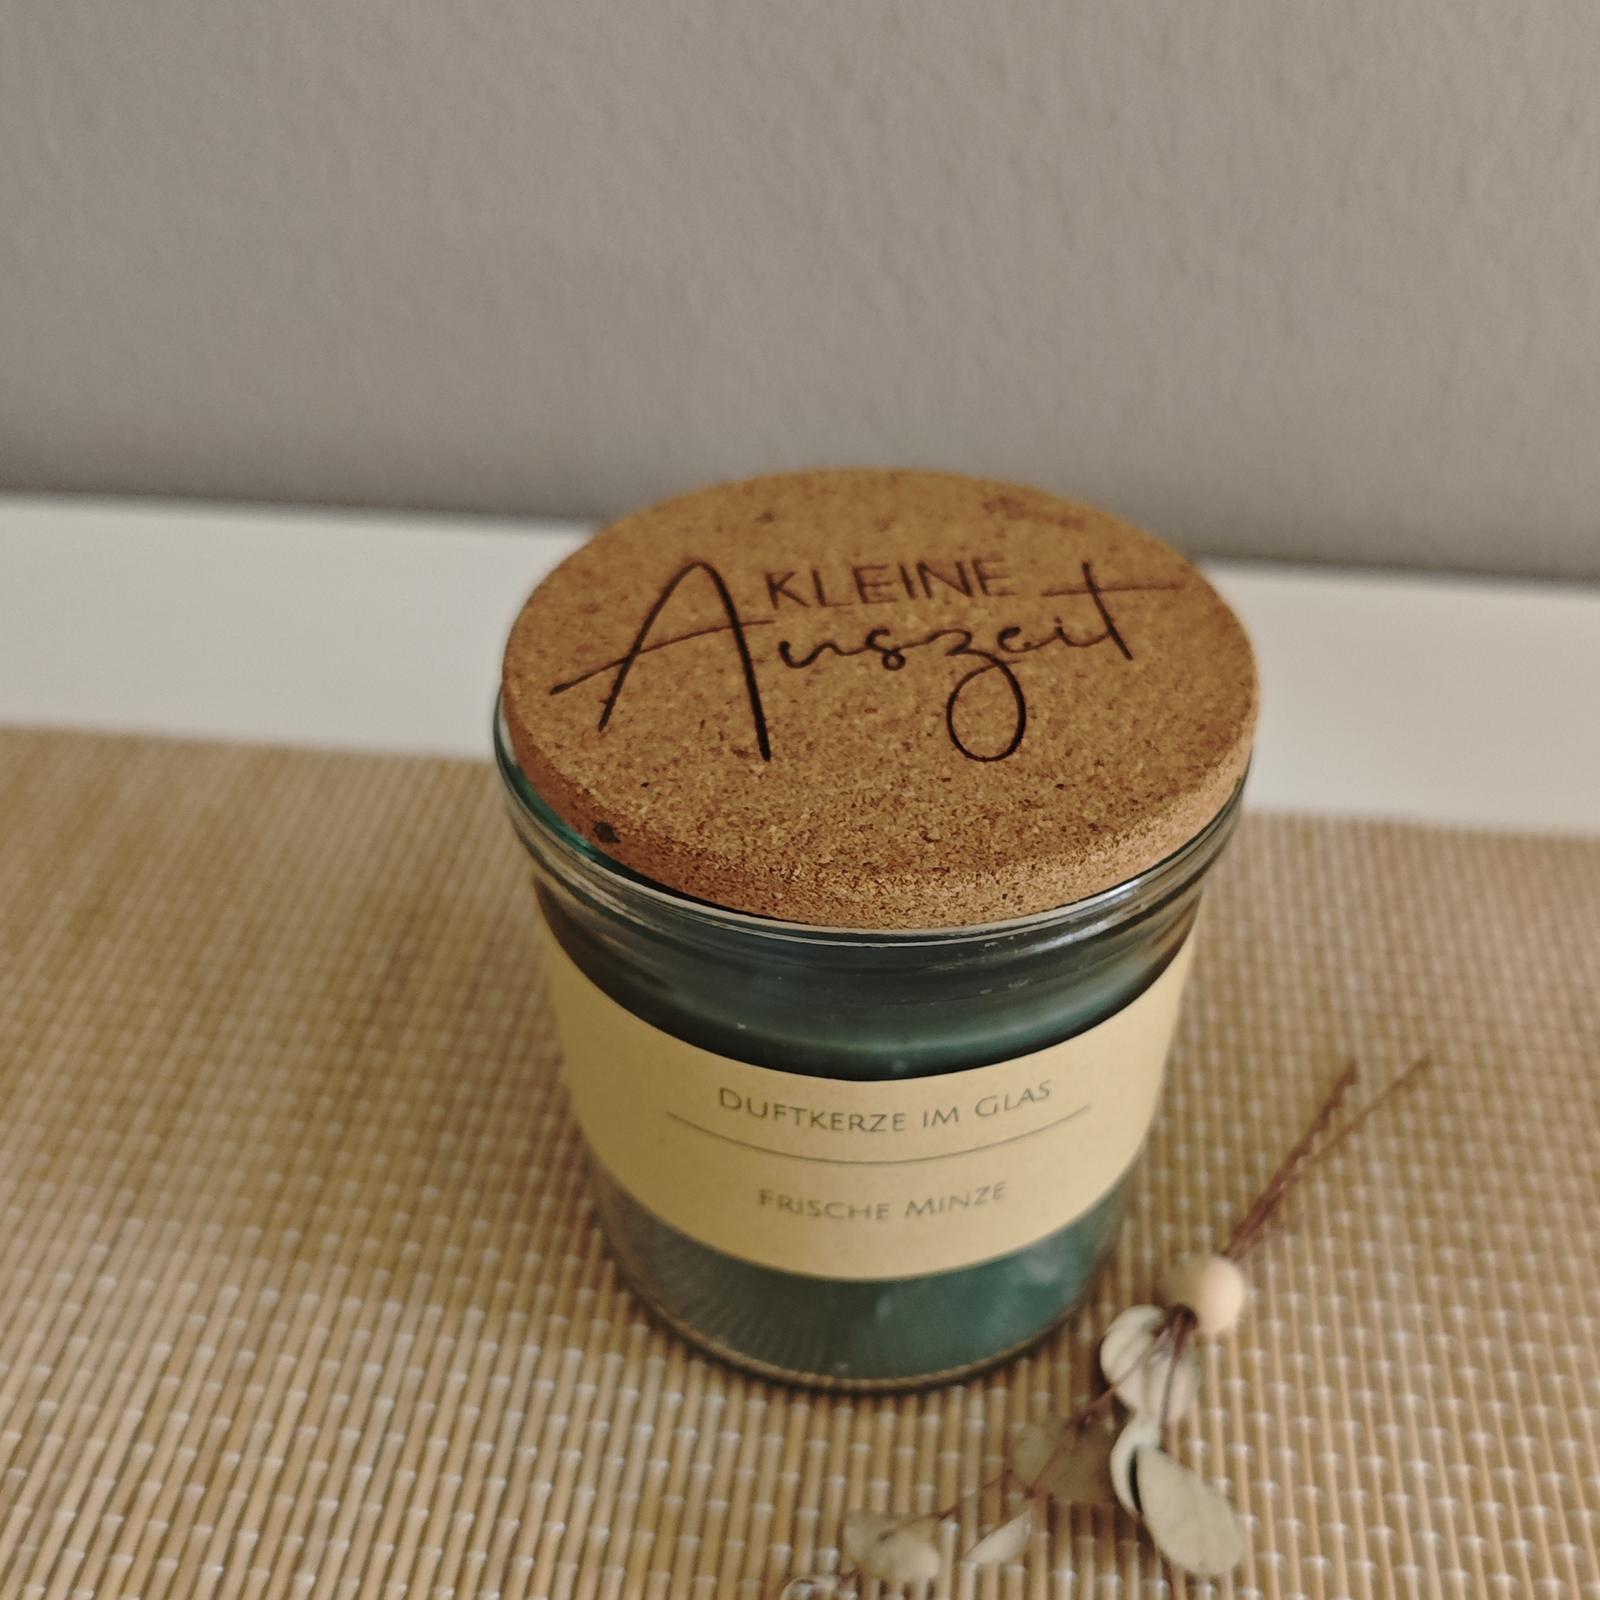 KLEINE
Auszeit
DUFTKERZE IM GLAS
FRISCHE MINZE